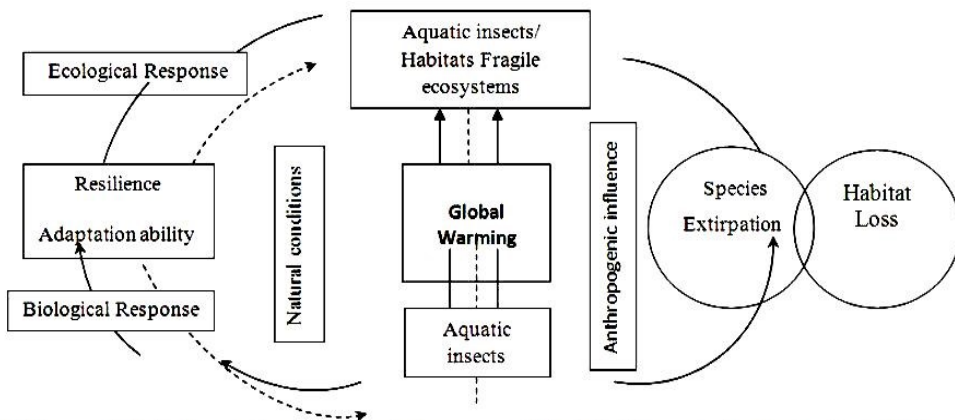 Aquatic insects/
Habitats Fragile
ecosystems
Ecological Response
Resilience
Adaptation ability
Biological Response
Natural conditions
Global
Warming
Aquatic
insects
Anthropogenic influence
Species
Extirpation
Habitat
Loss